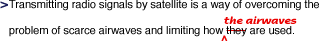 >Transmitting radio signals by satellite is a way of overcoming the
the airwaves
problem of scarce airwaves and limiting how they are used.
^